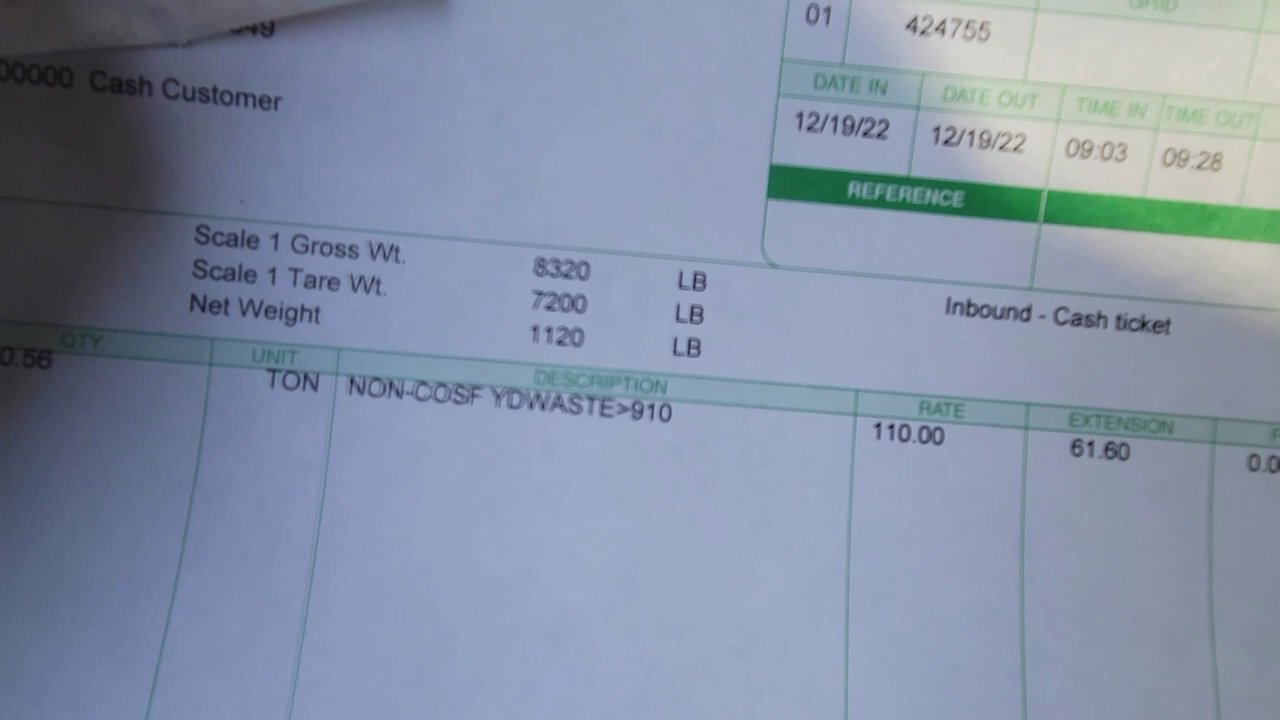 GRID
01 424755
00000 Cash Customer
DATE IN DATE OUT TIME IN TIME OUT
12/19/22 12/19/22 09:03 09:28
REFERENCE
Scale 1 Gross Wt. 8320 LB
Scale 1 Tare Wt. 7200 LB
Net Weight 1120 LB
Inbound - Cash ticket
QTY UNIT DESCRIPTION RATE EXTENSION
0.56 TON NON-COSF YDWASTE>910 110.00 61.60 0.0